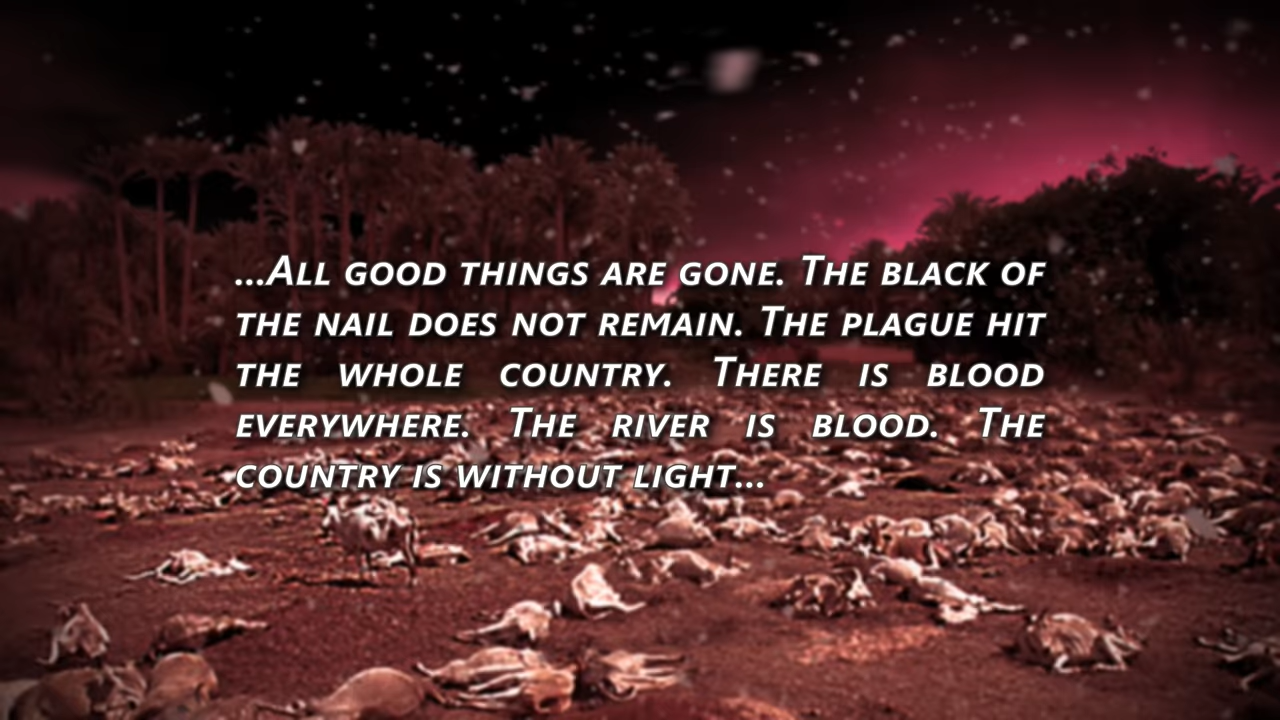 ...All good things are gone. The black of
the nail does not remain. The plague hit
the whole country. There is blood
everywhere. The river is blood. The
country is without light...